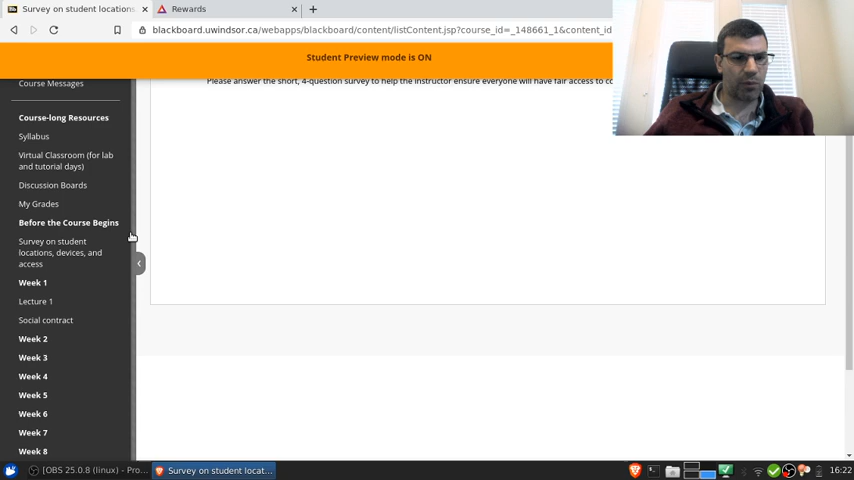 Survey on student locations
Rewards
blackboard.uwindsor.ca/webapps/blackboard/content/listContent.jsp?course_id=_148661_1&content_id
Student Preview mode is ON
Course Messages
Please answer the short, 4-question survey to help the instructor ensure everyone will have fair access to
Course-long Resources
Syllabus
Virtual Classroom (for lab
and tutorial days)
Discussion Boards
My Grades
Before the Course Begins
Survey on student
locations, devices, and
access
Week 1
Lecture 1
Social contract
Week 2
Week 3
Week 4
Week 5
Week 6
Week 7
Week 8
[OBS 25.0.8 (linux) - Pro...
Survey on student locat...
16:22